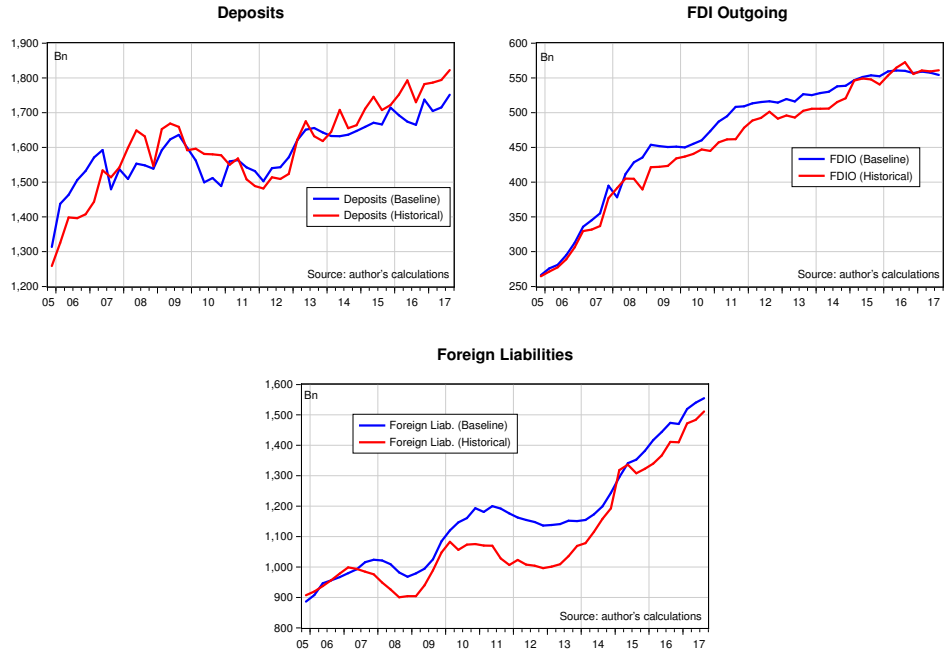 Deposits
Bn
1,900
1,800
1,700
1,600
1,500
1,400
1,300
1,200
Deposits (Baseline)
Deposits (Historical)
Source: author's calculations
05 06 07 08 09 10 11 12 13 14 15 16 17
FDI Outgoing
Bn
600
550
500
450
400
350
300
250
FDIO (Baseline)
FDIO (Historical)
Source: author's calculations
05 06 07 08 09 10 11 12 13 14 15 16 17
Foreign Liabilities
Bn
1,600
1,500
1,400
1,300
1,200
1,100
1,000
900
800
Foreign Liab. (Baseline)
Foreign Liab. (Historical)
Source: author's calculations
05 06 07 08 09 10 11 12 13 14 15 16 17